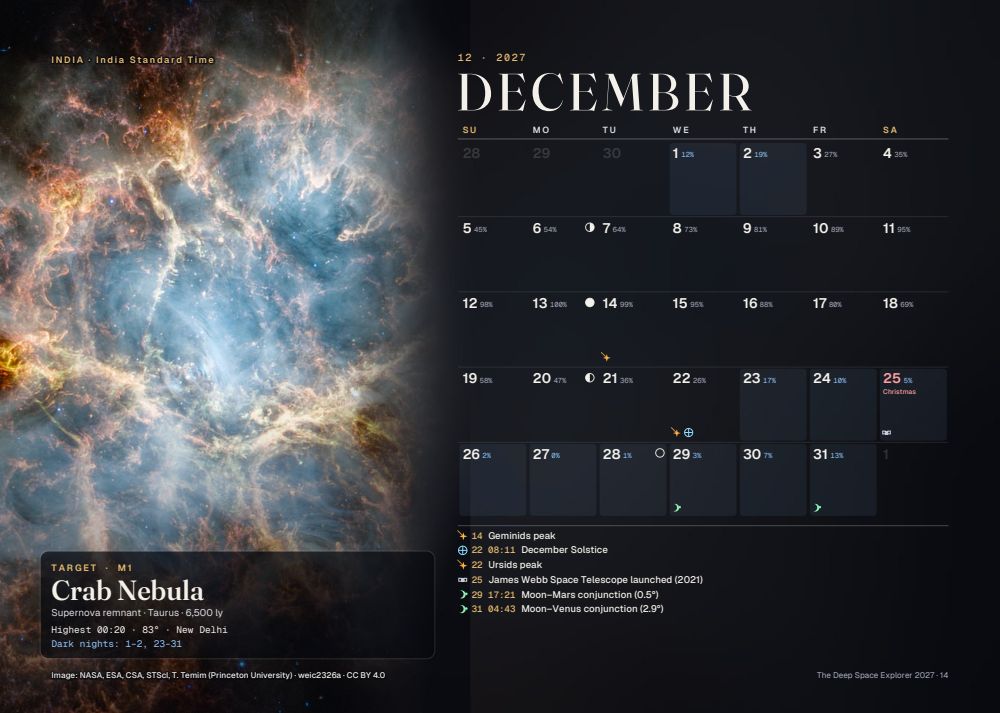 INDIA · India Standard Time
12 · 2027
DECEMBER
SU MO TU WE TH FR SA
28 29 30 1 12% 2 19% 3 27% 4 35%
5 45% 6 54% 7 64% 8 73% 9 81% 10 89% 11 95%
12 98% 13 100% 14 99% 15 95% 16 88% 17 80% 18 69%
19 58% 20 47% 21 36% 22 26% 23 17% 24 10% 25 5%
Christmas
26 2% 27 0% 28 1% 29 3% 30 7% 31 13% 1
14 Geminids peak
22 08:11 December Solstice
22 Ursids peak
25 James Webb Space Telescope launched (2021)
29 17:21 Moon–Mars conjunction (0.5°)
31 04:43 Moon–Venus conjunction (2.9°)
TARGET · M1
Crab Nebula
Supernova remnant · Taurus · 6,500 ly
Highest 00:20 · 83° · New Delhi
Dark nights: 1–2, 23–31
Image: NASA, ESA, CSA, STScI, T. Temim (Princeton University) · weic2326a · CC BY 4.0
The Deep Space Explorer 2027 · 14